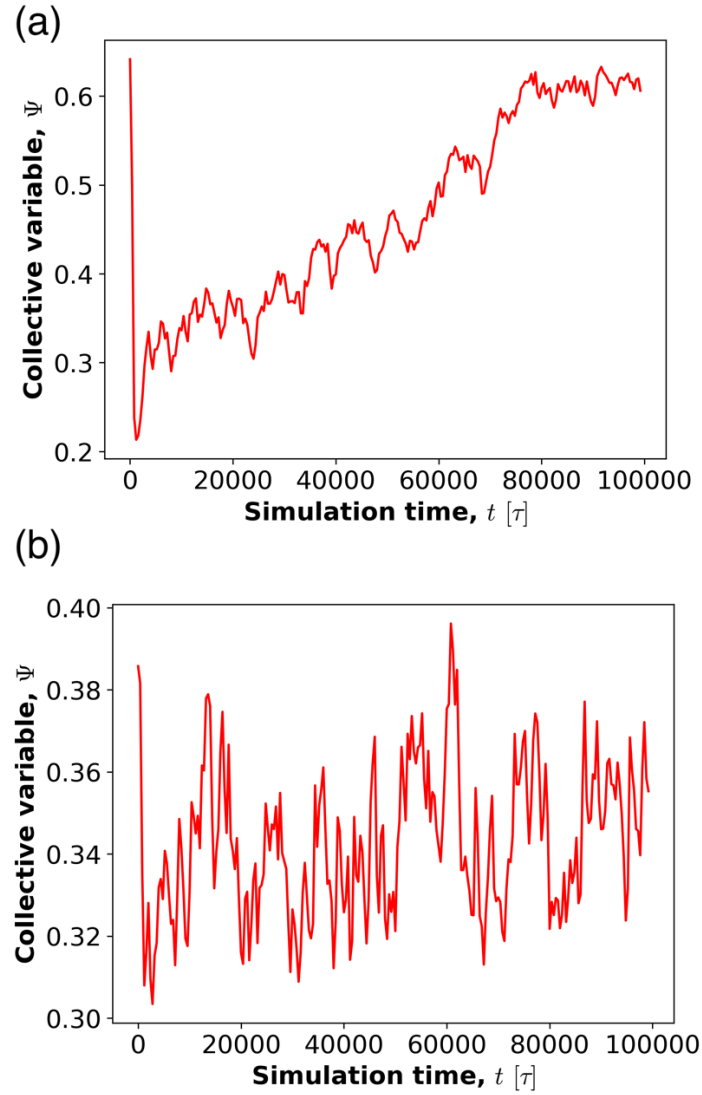 (a)
Collective variable, Ψ
0.6
0.5
0.4
0.3
0.2
0 20000 40000 60000 80000 100000
Simulation time, t [τ]
(b)
Collective variable, Ψ
0.40
0.38
0.36
0.34
0.32
0.30
0 20000 40000 60000 80000 100000
Simulation time, t [τ]